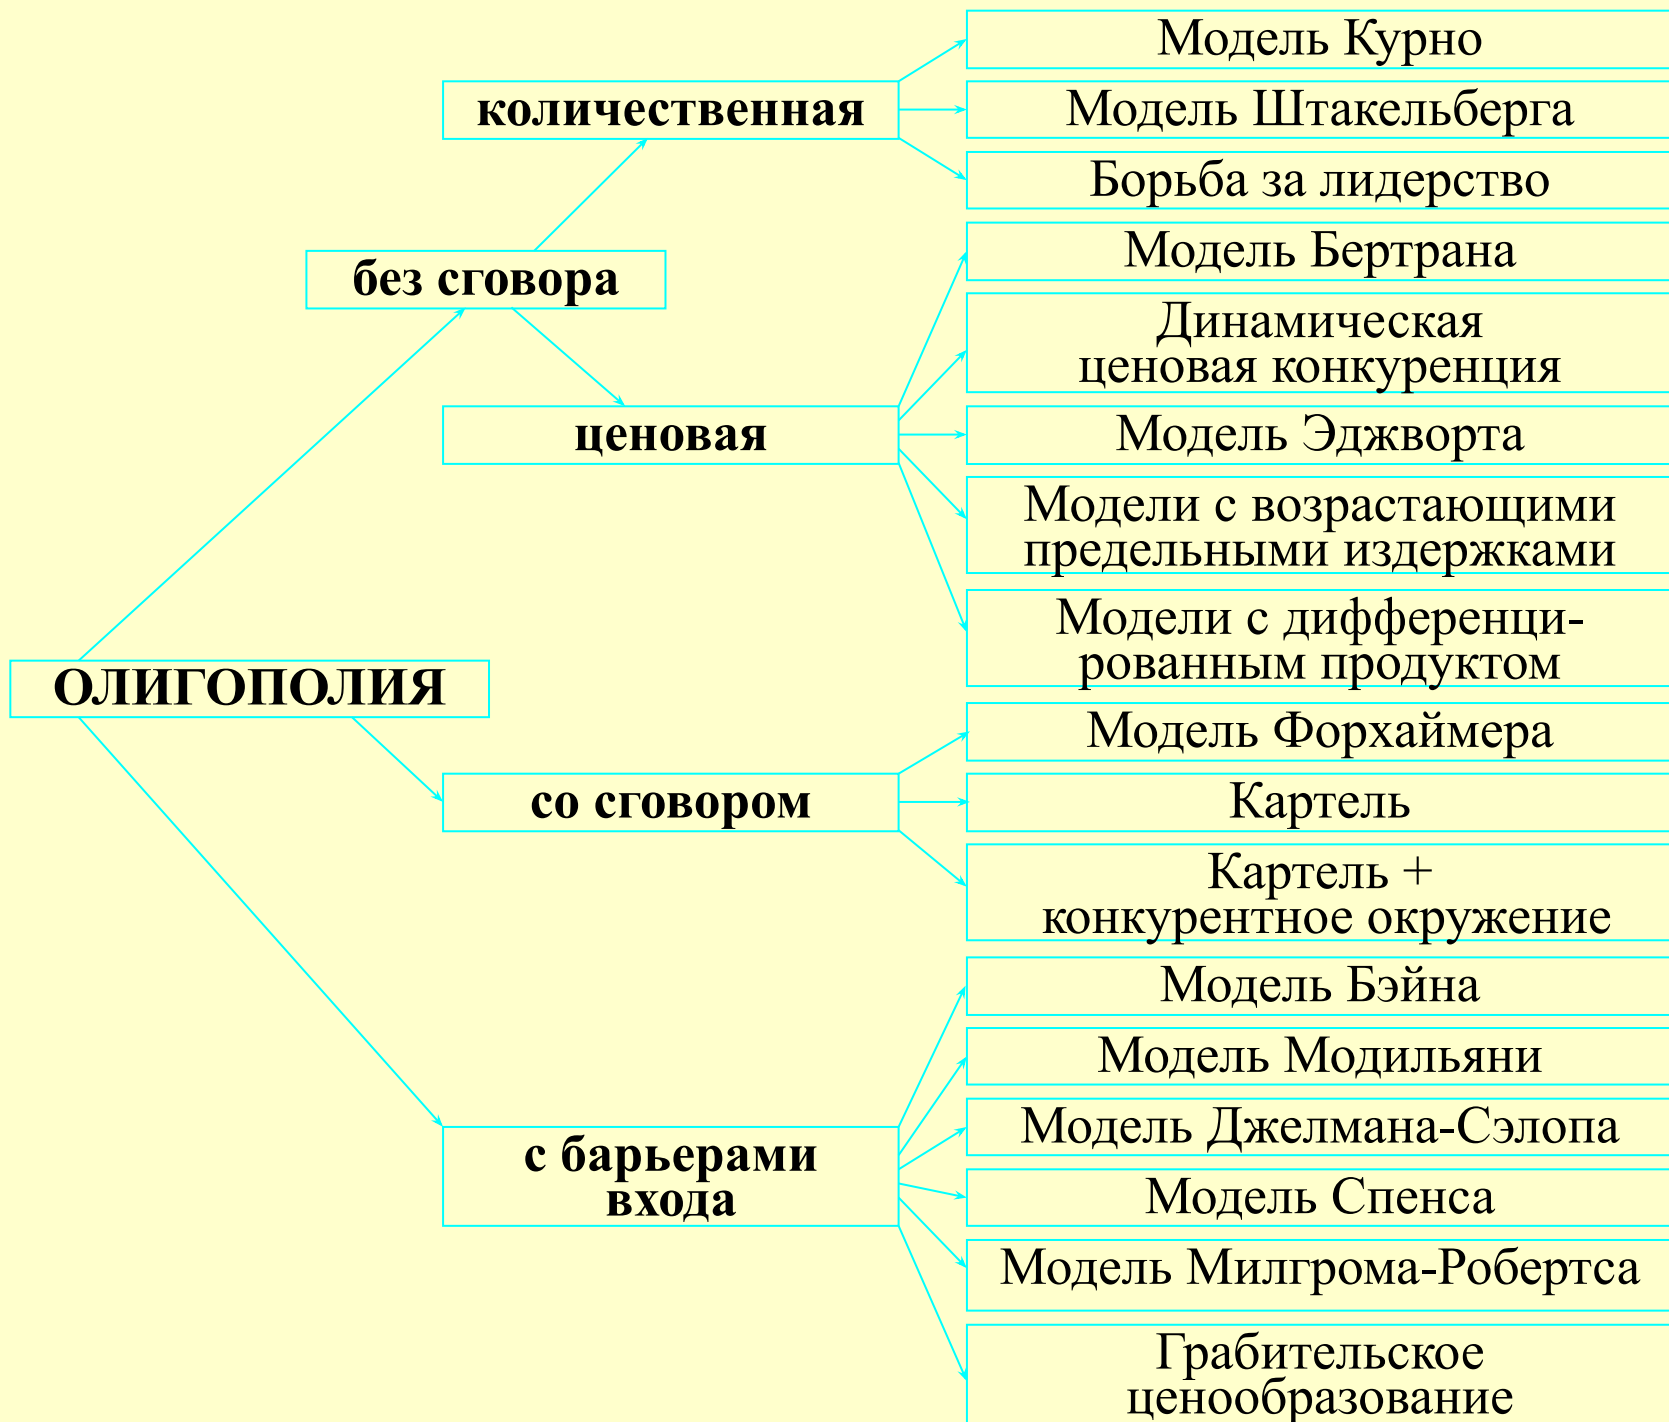 Модель Курно
количественная
Модель Штакельберга
Борьба за лидерство
без сговора
Модель Бертрана
Динамическая
ценовая конкуренция
ценовая
Модель Эджворта
Модели с возрастающими
предельными издержками
Модели с дифференци-
рованным продуктом
ОЛИГОПОЛИЯ
Модель Форхаймера
со сговором
Картель
Картель +
конкурентное окружение
Модель Бэйна
Модель Модильяни
Модель Джелмана-Сэлопа
с барьерами
входа
Модель Спенса
Модель Милгрома-Робертса
Грабительское
ценообразование